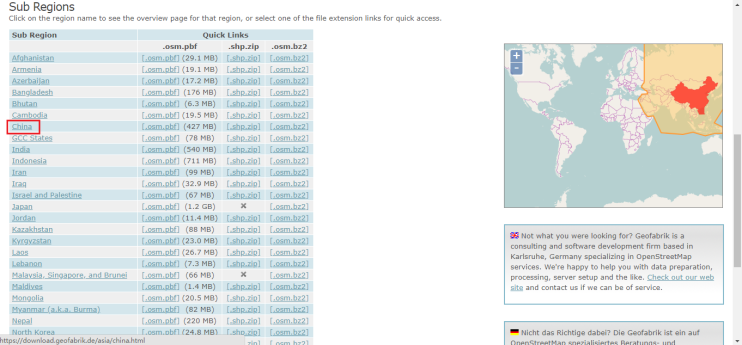 Sub Regions
Click on the region name to see the overview page for that region, or select one of the file extension links for quick access.
Sub Region Quick Links
.osm.pbf .shp.zip .osm.bz2
Afghanistan [.osm.pbf] (29.1 MB) [.shp.zip] [.osm.bz2]
Armenia [.osm.pbf] (19.1 MB) [.shp.zip] [.osm.bz2]
Azerbaijan [.osm.pbf] (17.2 MB) [.shp.zip] [.osm.bz2]
Bangladesh [.osm.pbf] (176 MB) [.shp.zip] [.osm.bz2]
Bhutan [.osm.pbf] (6.3 MB) [.shp.zip] [.osm.bz2]
Cambodia [.osm.pbf] (19.5 MB) [.shp.zip] [.osm.bz2]
China [.osm.pbf] (427 MB) [.shp.zip] [.osm.bz2]
GCC States [.osm.pbf] (78 MB) [.shp.zip] [.osm.bz2]
India [.osm.pbf] (540 MB) [.shp.zip] [.osm.bz2]
Indonesia [.osm.pbf] (711 MB) [.shp.zip] [.osm.bz2]
Iran [.osm.pbf] (99 MB) [.shp.zip] [.osm.bz2]
Iraq [.osm.pbf] (32.9 MB) [.shp.zip] [.osm.bz2]
Israel and Palestine [.osm.pbf] (67 MB) [.shp.zip] [.osm.bz2]
Japan [.osm.pbf] (1.2 GB) × [.osm.bz2]
Jordan [.osm.pbf] (11.4 MB) [.shp.zip] [.osm.bz2]
Kazakhstan [.osm.pbf] (88 MB) [.shp.zip] [.osm.bz2]
Kyrgyzstan [.osm.pbf] (23.0 MB) [.shp.zip] [.osm.bz2]
Laos [.osm.pbf] (26.7 MB) [.shp.zip] [.osm.bz2]
Lebanon [.osm.pbf] (7.3 MB) [.shp.zip] [.osm.bz2]
Malaysia, Singapore, and Brunei [.osm.pbf] (66 MB) × [.osm.bz2]
Maldives [.osm.pbf] (1.4 MB) [.shp.zip] [.osm.bz2]
Mongolia [.osm.pbf] (20.5 MB) [.shp.zip] [.osm.bz2]
Myanmar (a.k.a. Burma) [.osm.pbf] (82 MB) [.shp.zip] [.osm.bz2]
Nepal [.osm.pbf] (220 MB) [.shp.zip] [.osm.bz2]
North Korea [.osm.pbf] (24.8 MB) [.shp.zip] [.osm.bz2]
https://download.geofabrik.de/asia/china.html
+
-
Not what you were looking for? Geofabrik is a
consulting and software development firm based in
Karlsruhe, Germany specializing in OpenStreetMap
services. We're happy to help you with data preparation,
processing, server setup and the like. Check out our web
site and contact us if we can be of service.
Nicht das Richtige dabei? Die Geofabrik ist ein auf
OpenStreetMap spezialisiertes Beratungs- und